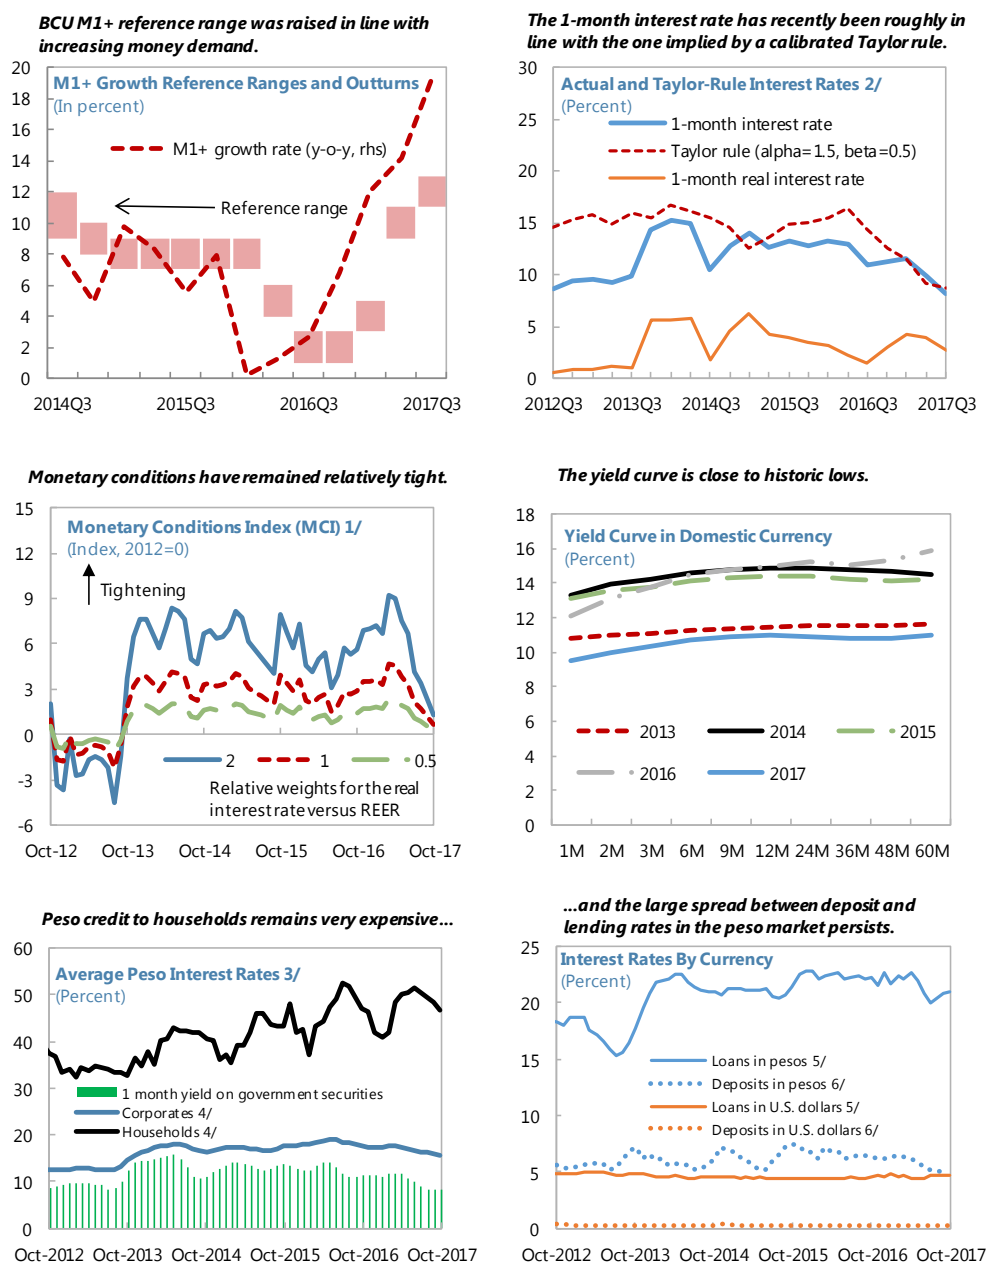 BCU M1+ reference range was raised in line with
increasing money demand.
M1+ Growth Reference Ranges and Outturns
(In percent)
M1+ growth rate (y-o-y, rhs)
Reference range
20
18
16
14
12
10
8
6
4
2
0
2014Q3 2015Q3 2016Q3 2017Q3
The 1-month interest rate has recently been roughly in
line with the one implied by a calibrated Taylor rule.
Actual and Taylor-Rule Interest Rates 2/
(Percent)
1-month interest rate
Taylor rule (alpha=1.5, beta=0.5)
1-month real interest rate
30
25
20
15
10
5
0
2012Q3 2013Q3 2014Q3 2015Q3 2016Q3 2017Q3
Monetary conditions have remained relatively tight.
Monetary Conditions Index (MCI) 1/
(Index, 2012=0)
Tightening
15
12
9
6
3
0
-3
-6
2 1 0.5
Relative weights for the real
interest rate versus REER
Oct-12 Oct-13 Oct-14 Oct-15 Oct-16 Oct-17
The yield curve is close to historic lows.
Yield Curve in Domestic Currency
(Percent)
18
16
14
12
10
8
6
4
2
0
2013 2014 2015
2016 2017
1M 2M 3M 6M 9M 12M 24M 36M 48M 60M
Peso credit to households remains very expensive...
Average Peso Interest Rates 3/
(Percent)
60
50
40
30
20
10
0
1 month yield on government securities
Corporates 4/
Households 4/
Oct-2012 Oct-2013 Oct-2014 Oct-2015 Oct-2016 Oct-2017
...and the large spread between deposit and
lending rates in the peso market persists.
Interest Rates By Currency
(Percent)
25
20
15
10
5
0
Loans in pesos 5/
Deposits in pesos 6/
Loans in U.S. dollars 5/
Deposits in U.S. dollars 6/
Oct-2012 Oct-2013 Oct-2014 Oct-2015 Oct-2016 Oct-2017